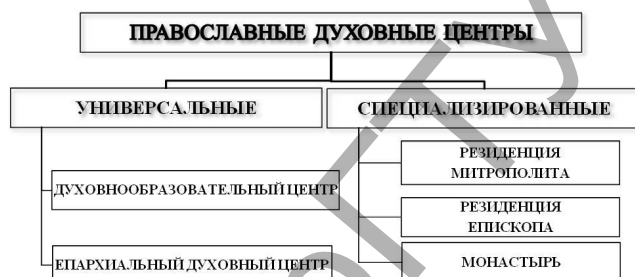 ПРАВОСЛАВНЫЕ ДУХОВНЫЕ ЦЕНТРЫ
УНИВЕРСАЛЬНЫЕ
СПЕЦИАЛИЗИРОВАННЫЕ
ДУХОВНООБРАЗОВАТЕЛЬНЫЙ ЦЕНТР
ЕПАРХИАЛЬНЫЙ ДУХОВНЫЙ ЦЕНТР
РЕЗИДЕНЦИЯ
МИТРОПОЛИТА
РЕЗИДЕНЦИЯ
ЕПИСКОПА
МОНАСТЫРЬ